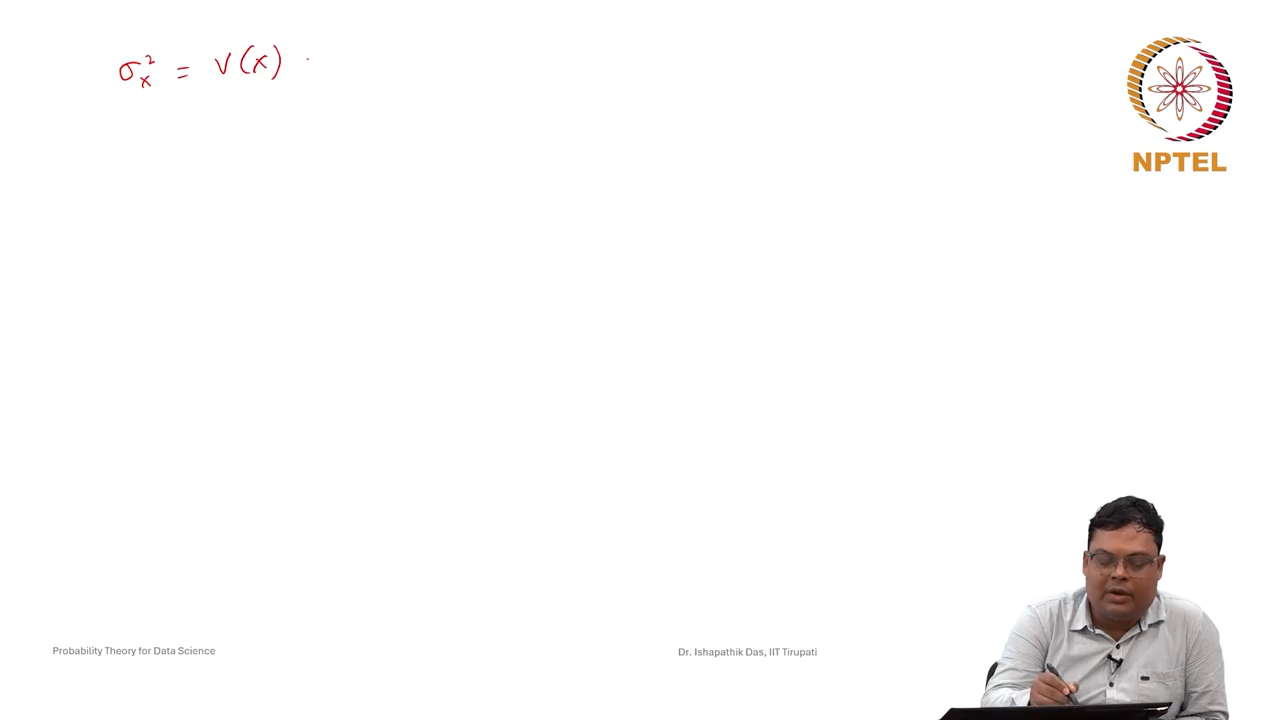 σₓ² = V(x)
NPTEL
Probability Theory for Data Science
Dr. Ishapathik Das, IIT Tirupati